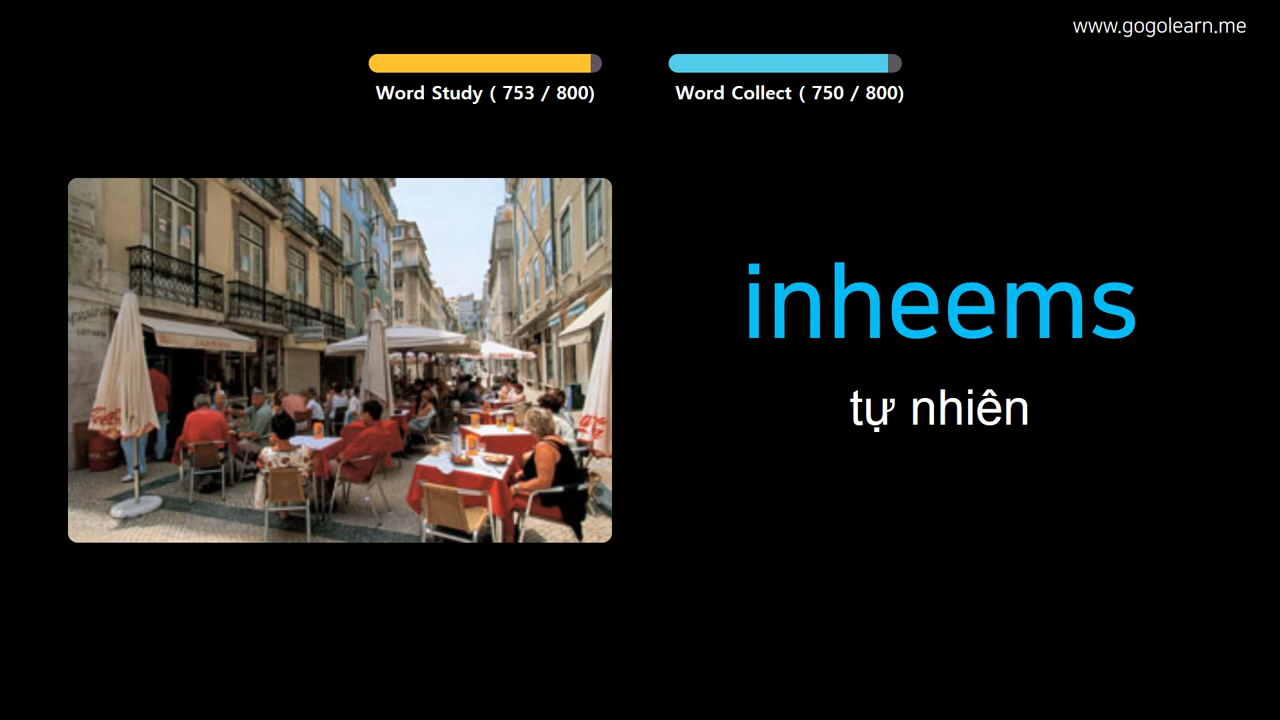 www.gogolearn.me
Word Study ( 753 / 800)
Word Collect ( 750 / 800)
inheems
tự nhiên